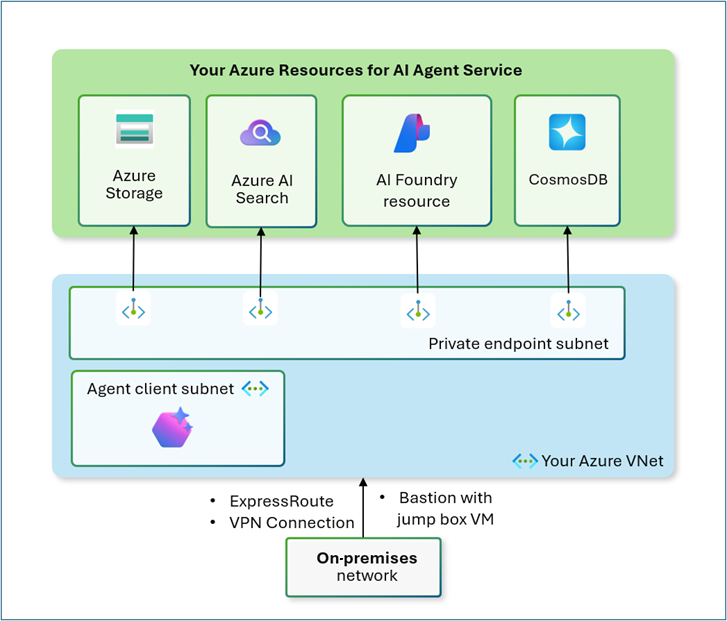 Your Azure Resources for AI Agent Service
Azure
Storage
Azure AI
Search
AI Foundry
resource
CosmosDB
Private endpoint subnet
Agent client subnet
Your Azure VNet
• ExpressRoute
• VPN Connection
• Bastion with
jump box VM
On-premises
network